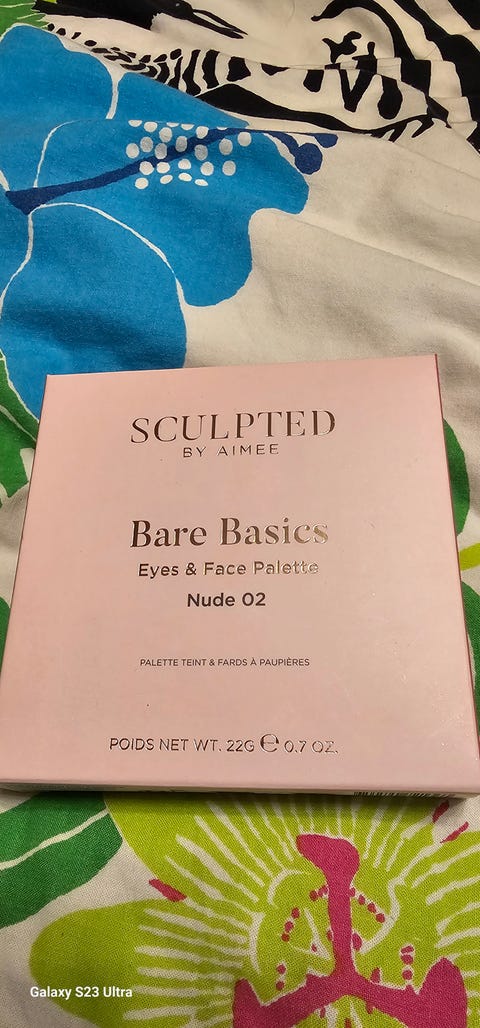 SCULPTED
BY AIMEE
Bare Basics
Eyes & Face Palette
Nude 02
PALETTE TEINT & FARDS À PAUPIÈRES
POIDS NET WT. 22G ℮ 0.7 OZ.
Galaxy S23 Ultra